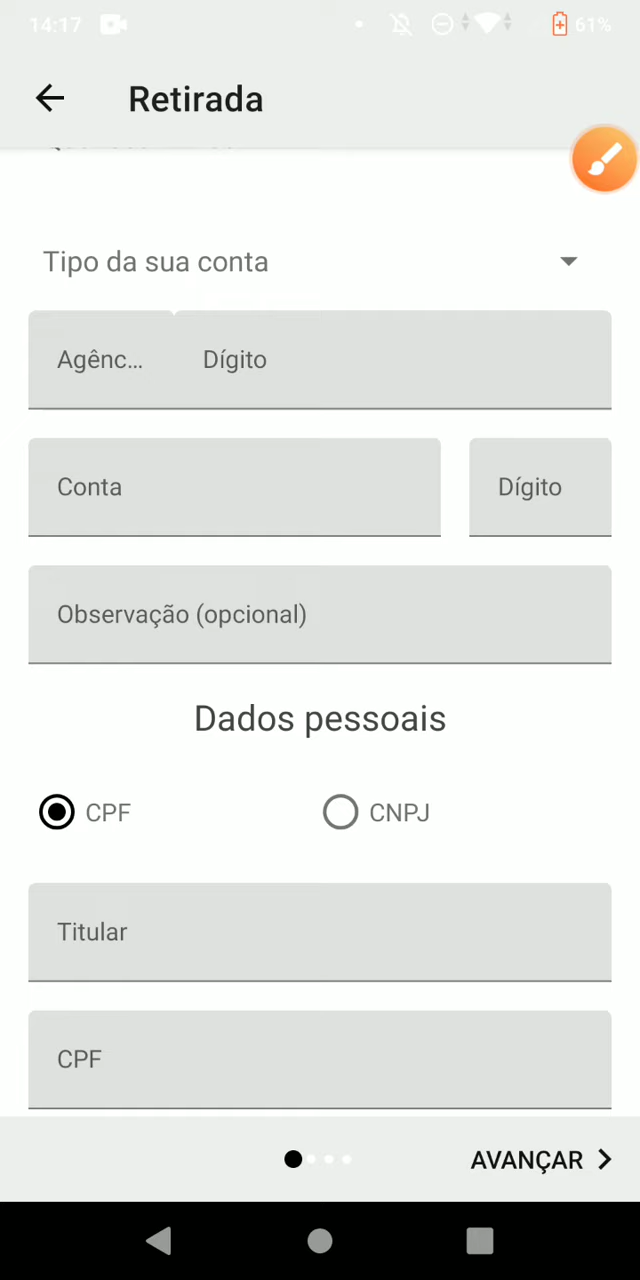 14:17 61%
Retirada
Tipo da sua conta
Agênc... Dígito
Conta Dígito
Observação (opcional)
Dados pessoais
CPF CNPJ
Titular
CPF
AVANÇAR